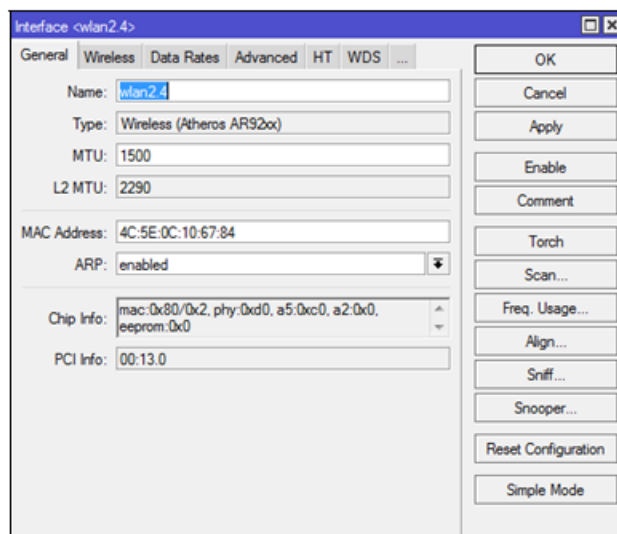 Interface <wlan2.4>
General Wireless Data Rates Advanced HT WDS ...
Name: wlan2.4
Type: Wireless (Atheros AR92xx)
MTU: 1500
L2 MTU: 2290
MAC Address: 4C:5E:0C:10:67:84
ARP: enabled
Chip Info: mac:0x80/0x2, phy:0xd0, a5:0xc0, a2:0x0,
eeprom:0x0
PCI Info: 00:13.0
OK
Cancel
Apply
Enable
Comment
Torch
Scan...
Freq. Usage...
Align...
Sniff...
Snooper...
Reset Configuration
Simple Mode